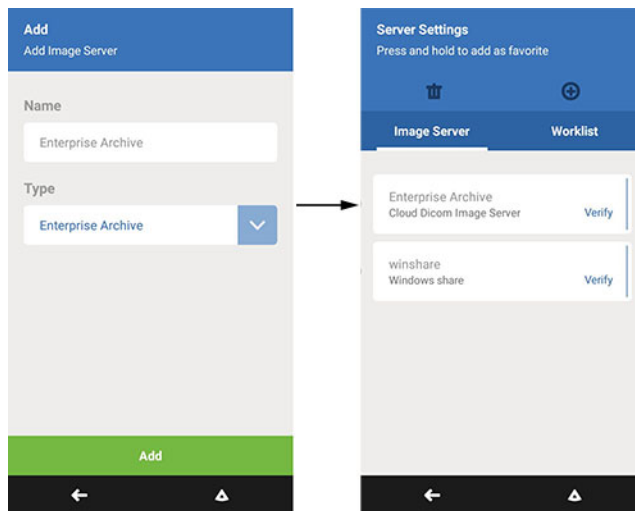 Add
Add Image Server
Name
Enterprise Archive
Type
Enterprise Archive
Add
Server Settings
Press and hold to add as favorite
Image Server
Worklist
Enterprise Archive
Cloud Dicom Image Server
Verify
winshare
Windows share
Verify